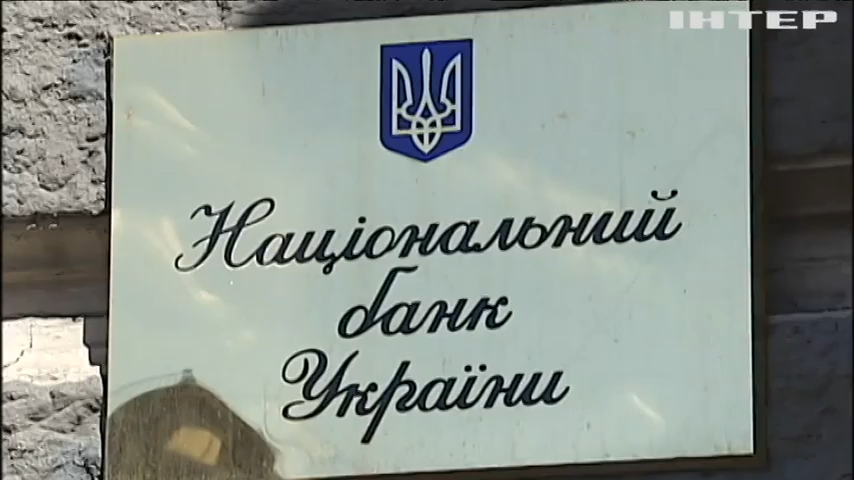 ІНТЕР
Національний
банк
України